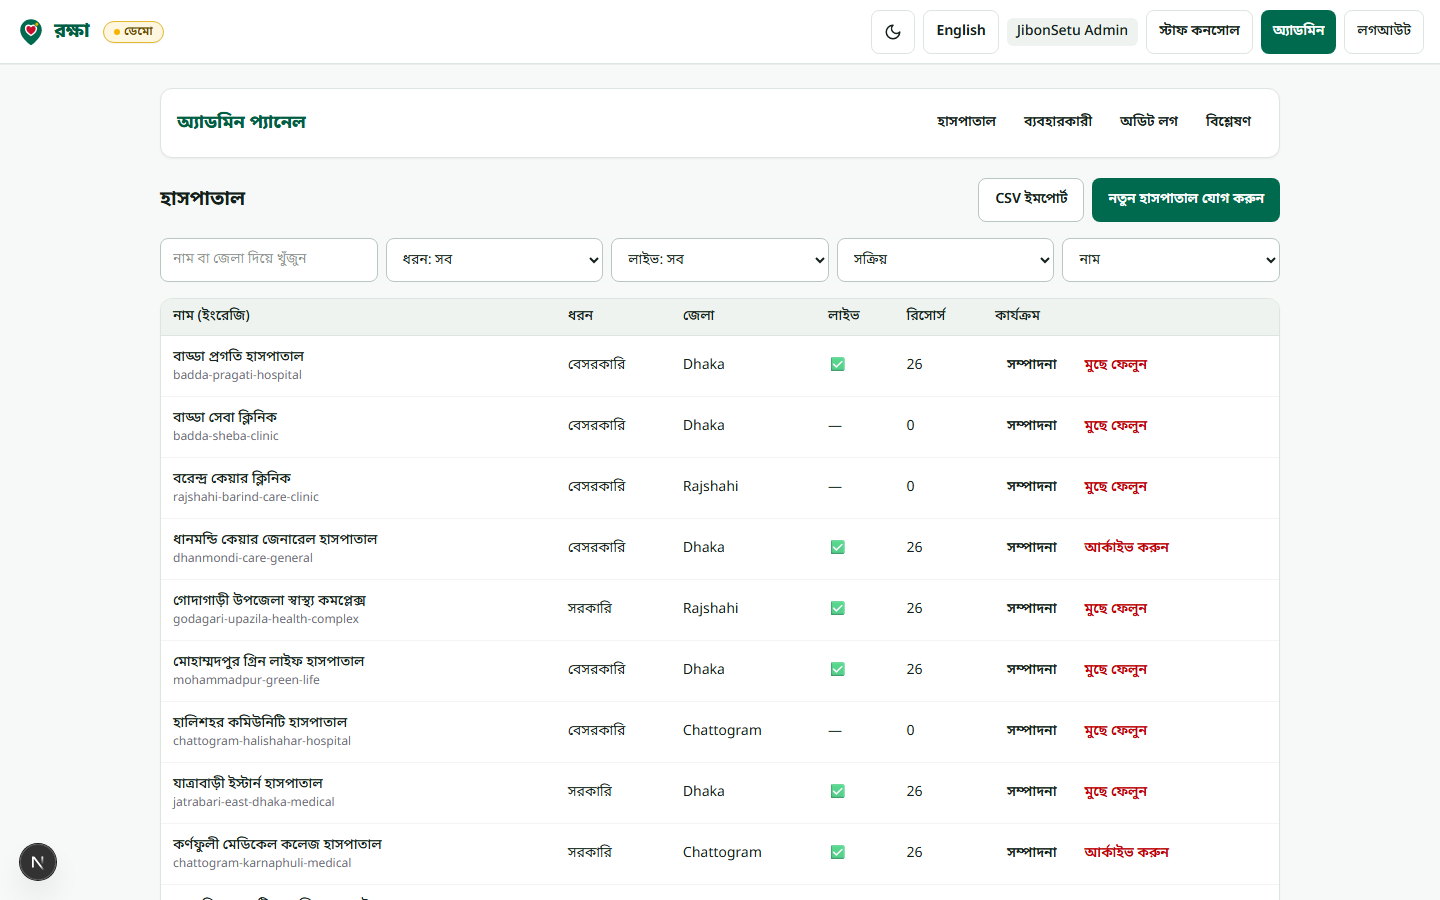 রক্ষা
ডেমো
English
JibonSetu Admin
স্টাফ কনসোল
অ্যাডমিন
লগআউট
অ্যাডমিন প্যানেল
হাসপাতাল
ব্যবহারকারী
অডিট লগ
বিশ্লেষণ
হাসপাতাল
CSV ইমপোর্ট
নতুন হাসপাতাল যোগ করুন
নাম বা জেলা দিয়ে খুঁজুন
ধরন: সব
লাইভ: সব
সক্রিয়
নাম
নাম (ইংরেজি) ধরন জেলা লাইভ রিসোর্স কার্যক্রম
বাড্ডা প্রগতি হাসপাতাল
badda-pragati-hospital
বেসরকারি Dhaka ✅ 26 সম্পাদনা মুছে ফেলুন
বাড্ডা সেবা ক্লিনিক
badda-sheba-clinic
বেসরকারি Dhaka — 0 সম্পাদনা মুছে ফেলুন
বরেন্দ্র কেয়ার ক্লিনিক
rajshahi-barind-care-clinic
বেসরকারি Rajshahi — 0 সম্পাদনা মুছে ফেলুন
ধানমন্ডি কেয়ার জেনারেল হাসপাতাল
dhanmondi-care-general
বেসরকারি Dhaka ✅ 26 সম্পাদনা আর্কাইভ করুন
গোদাগাড়ী উপজেলা স্বাস্থ্য কমপ্লেক্স
godagari-upazila-health-complex
সরকারি Rajshahi ✅ 26 সম্পাদনা মুছে ফেলুন
মোহাম্মদপুর গ্রিন লাইফ হাসপাতাল
mohammadpur-green-life
বেসরকারি Dhaka ✅ 26 সম্পাদনা মুছে ফেলুন
হালিশহর কমিউনিটি হাসপাতাল
chattogram-halishahar-hospital
বেসরকারি Chattogram — 0 সম্পাদনা মুছে ফেলুন
যাত্রাবাড়ী ইস্টার্ন হাসপাতাল
jatrabari-east-dhaka-medical
সরকারি Dhaka ✅ 26 সম্পাদনা মুছে ফেলুন
কর্ণফুলী মেডিকেল কলেজ হাসপাতাল
chattogram-karnaphuli-medical
সরকারি Chattogram ✅ 26 সম্পাদনা আর্কাইভ করুন
N